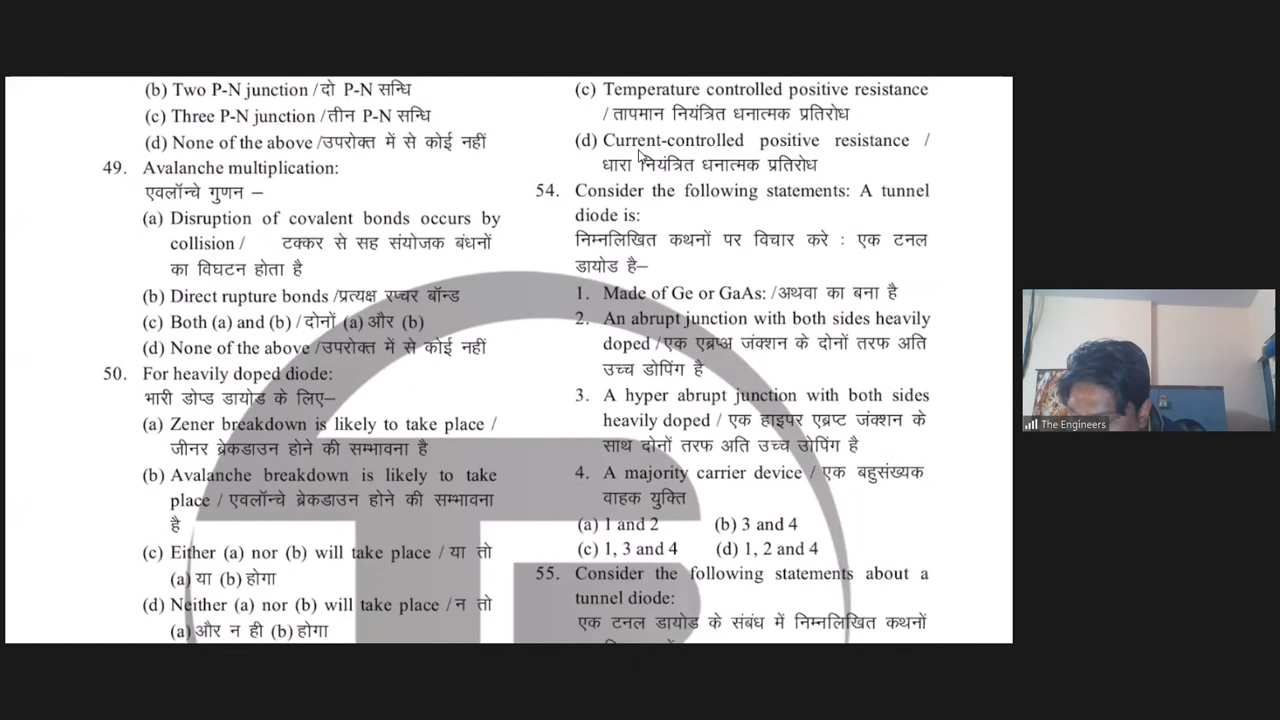 (b) Two P-N junction /दो P-N सन्धि
(c) Three P-N junction /तीन P-N सन्धि
(d) None of the above /उपरोक्त में से कोई नहीं
49. Avalanche multiplication:
एवलॉन्चे गुणन –
(a) Disruption of covalent bonds occurs by
collision / टक्कर से सह संयोजक बंधनों
का विघटन होता है
(b) Direct rupture bonds /प्रत्यक्ष रप्चर बॉन्ड
(c) Both (a) and (b) / दोनों (a) और (b)
(d) None of the above /उपरोक्त में से कोई नहीं
50. For heavily doped diode:
भारी डोप्ड डायोड के लिए–
(a) Zener breakdown is likely to take place /
जीनर ब्रेकडाउन होने की सम्भावना है
(b) Avalanche breakdown is likely to take
place / एवलॉन्चे ब्रेकडाउन होने की सम्भावना
है
(c) Either (a) nor (b) will take place / या तो
(a) या (b) होगा
(d) Neither (a) nor (b) will take place / न तो
(a) और न ही (b) होगा
(c) Temperature controlled positive resistance
/ तापमान नियंत्रित धनात्मक प्रतिरोध
(d) Current-controlled positive resistance /
धारा नियंत्रित धनात्मक प्रतिरोध
54. Consider the following statements: A tunnel
diode is:
निम्नलिखित कथनों पर विचार करे : एक टनल
डायोड है–
1. Made of Ge or GaAs: /अथवा का बना है
2. An abrupt junction with both sides heavily
doped /एक एब्रप्ट जंक्शन के दोनों तरफ अति
उच्च डोपिंग है
3. A hyper abrupt junction with both sides
heavily doped / एक हाइपर एब्रप्ट जंक्शन के
साथ दोनों तरफ अति उच्च डोपिंग है
4. A majority carrier device / एक बहुसंख्यक
वाहक युक्ति
(a) 1 and 2 (b) 3 and 4
(c) 1, 3 and 4 (d) 1, 2 and 4
55. Consider the following statements about a
tunnel diode:
एक टनल डायोड के संबंध में निम्नलिखित कथनों
The Engineers